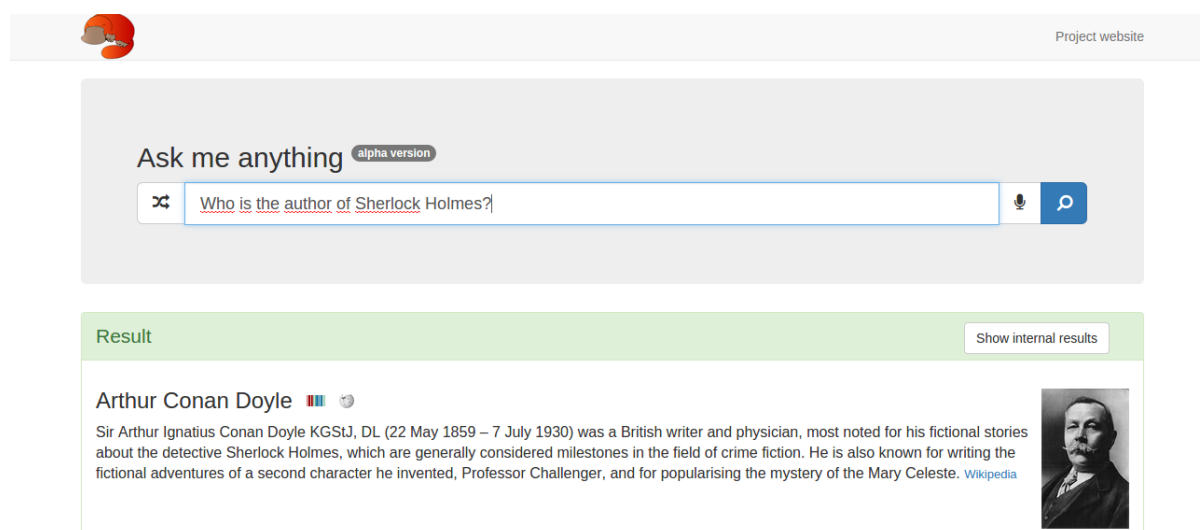 Project website
Ask me anything alpha version
Who is the author of Sherlock Holmes?
Result
Show internal results
Arthur Conan Doyle
Sir Arthur Ignatius Conan Doyle KGStJ, DL (22 May 1859 – 7 July 1930) was a British writer and physician, most noted for his fictional stories
about the detective Sherlock Holmes, which are generally considered milestones in the field of crime fiction. He is also known for writing the
fictional adventures of a second character he invented, Professor Challenger, and for popularising the mystery of the Mary Celeste. Wikipedia